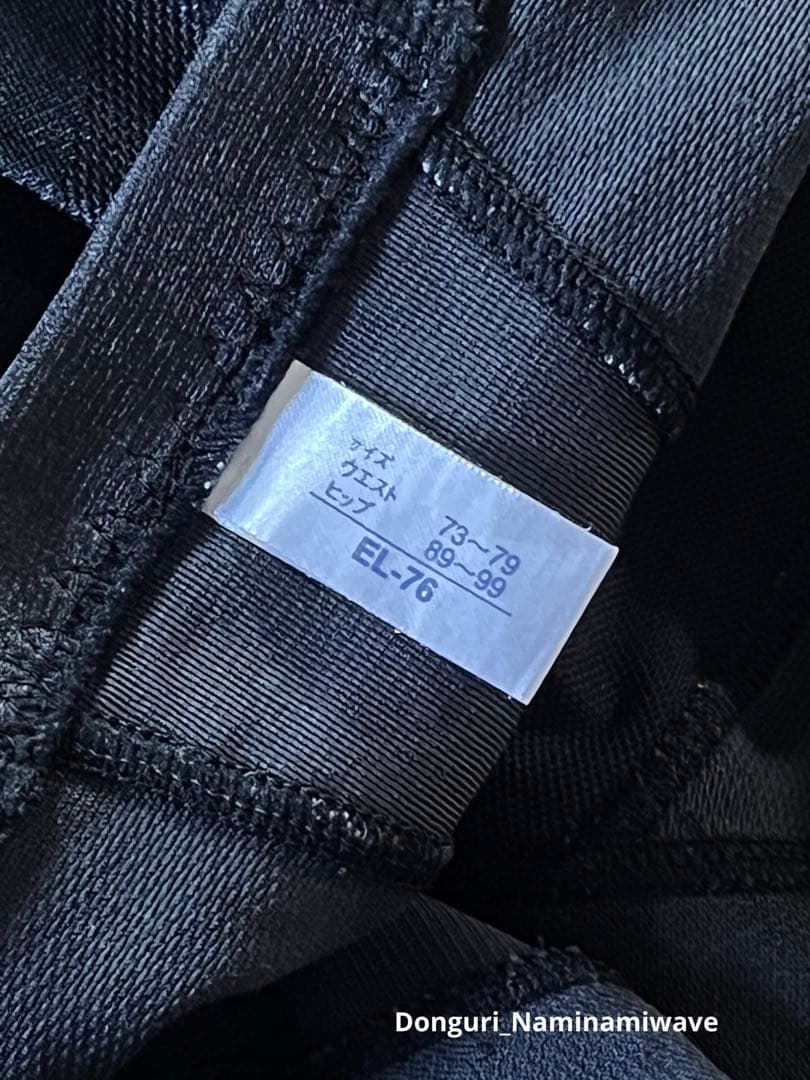 サイズ
ウエスト 73〜79
ヒップ 89〜99
EL-76
Donguri_Naminamiwave